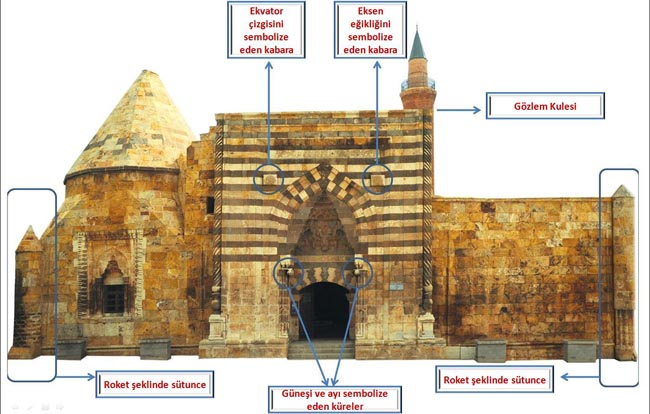 Ekvator
çizgisini
sembolize
eden kabara
Eksen
eğikliğini
sembolize
eden kabara
Gözlem Kulesi
Roket şeklinde sütunce
Güneşi ve ayı sembolize
eden küreler
Roket şeklinde sütunce